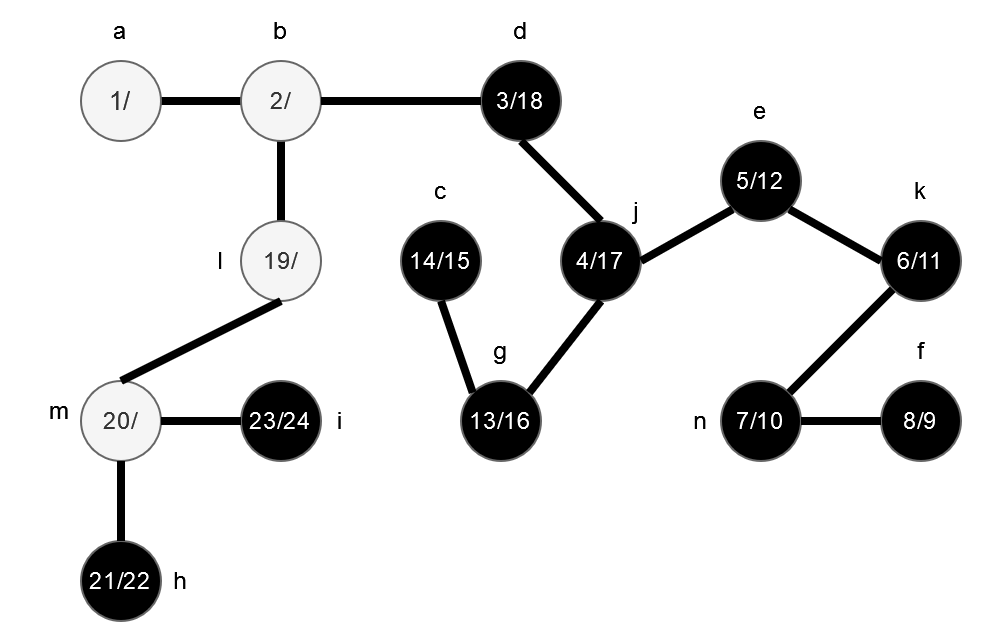 a
b
d
1/
2/
3/18
e
5/12
c
j
k
l
19/
14/15
4/17
6/11
g
f
m
20/
23/24
i
13/16
n
7/10
8/9
21/22
h